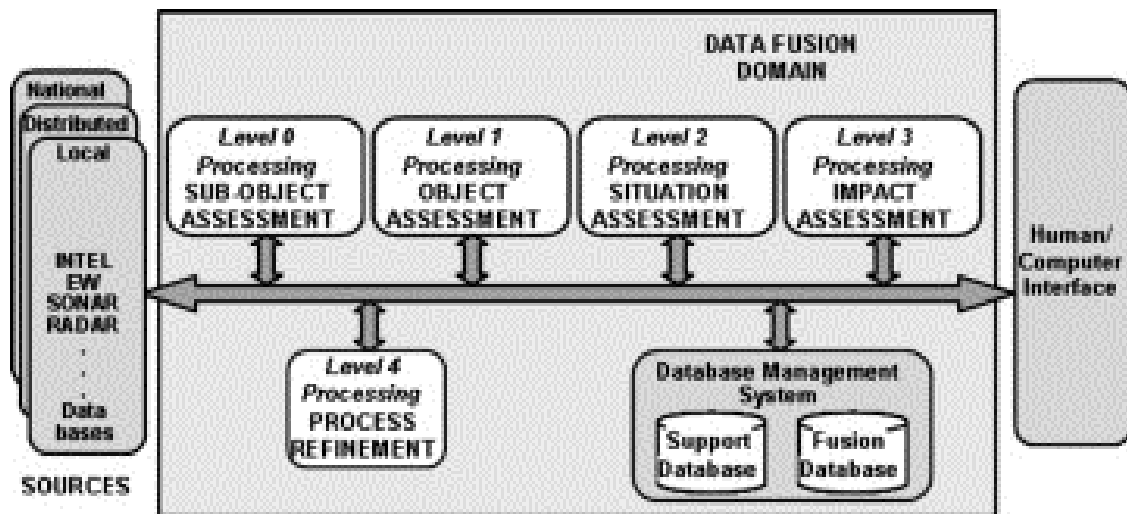 DATA FUSION
DOMAIN
National
Distributed
Local
INTEL
EW
SONAR
RADAR
.
.
.
Data
bases
SOURCES
Level 0
Processing
SUB-OBJECT
ASSESSMENT
Level 1
Processing
OBJECT
ASSESSMENT
Level 2
Processing
SITUATION
ASSESSMENT
Level 3
Processing
IMPACT
ASSESSMENT
Human/
Computer
Interface
Level 4
Processing
PROCESS
REFINEMENT
Database Management
System
Support
Database
Fusion
Database